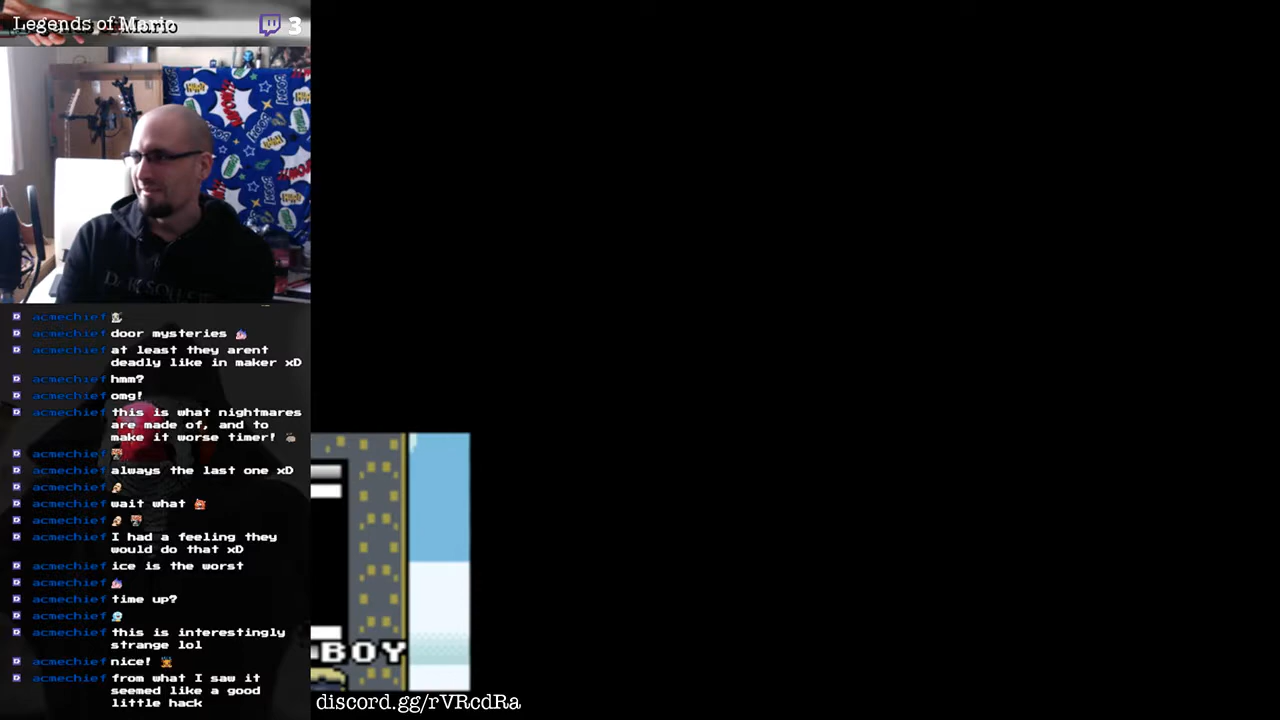 Legends of Mario
3
acmechief
door mysteries
acmechief
at least they arent
deadly like in maker xD
acmechief
hmm?
acmechief
omg!
acmechief
this is what nightmares
are made of, and to
make it worse timer!
acmechief
acmechief
always the last one xD
acmechief
acmechief
wait what
acmechief
acmechief
I had a feeling they
would do that xD
acmechief
ice is the worst
acmechief
acmechief
time up?
acmechief
acmechief
this is interestingly
strange lol
acmechief
nice!
acmechief
from what I saw it
seemed like a good
little hack
BOY
discord.gg/rVRcdRa